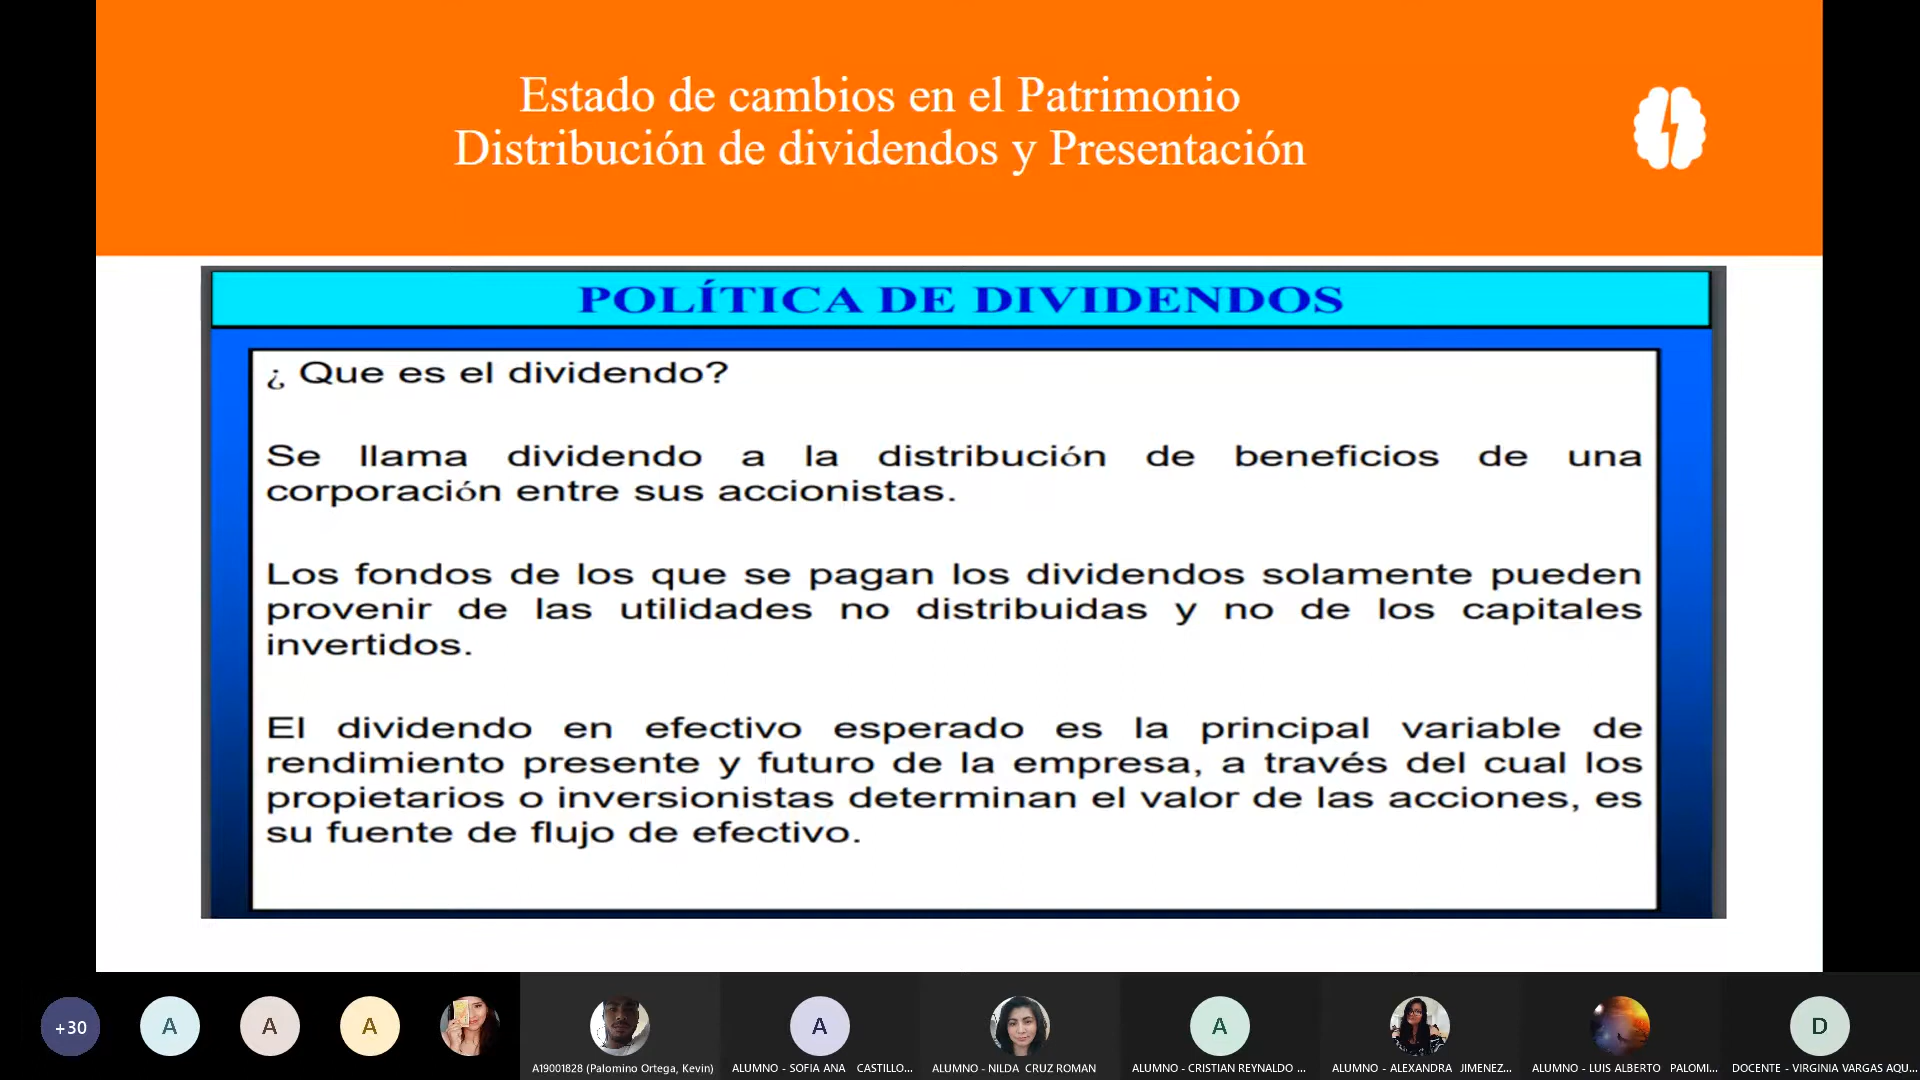 Estado de cambios en el Patrimonio
Distribución de dividendos y Presentación
POLÍTICA DE DIVIDENDOS
¿ Que es el dividendo?
Se llama dividendo a la distribución de beneficios de una
corporación entre sus accionistas.
Los fondos de los que se pagan los dividendos solamente pueden
provenir de las utilidades no distribuidas y no de los capitales
invertidos.
El dividendo en efectivo esperado es la principal variable de
rendimiento presente y futuro de la empresa, a través del cual los
propietarios o inversionistas determinan el valor de las acciones, es
su fuente de flujo de efectivo.
+30
A
A
A
A
A
D
A19001828 (Palomino Ortega, Kevin)
ALUMNO - SOFIA ANA CASTILLO...
ALUMNO - NILDA CRUZ ROMAN
ALUMNO - CRISTIAN REYNALDO ...
ALUMNO - ALEXANDRA JIMENEZ...
ALUMNO - LUIS ALBERTO PALOMI...
DOCENTE - VIRGINIA VARGAS AQU...